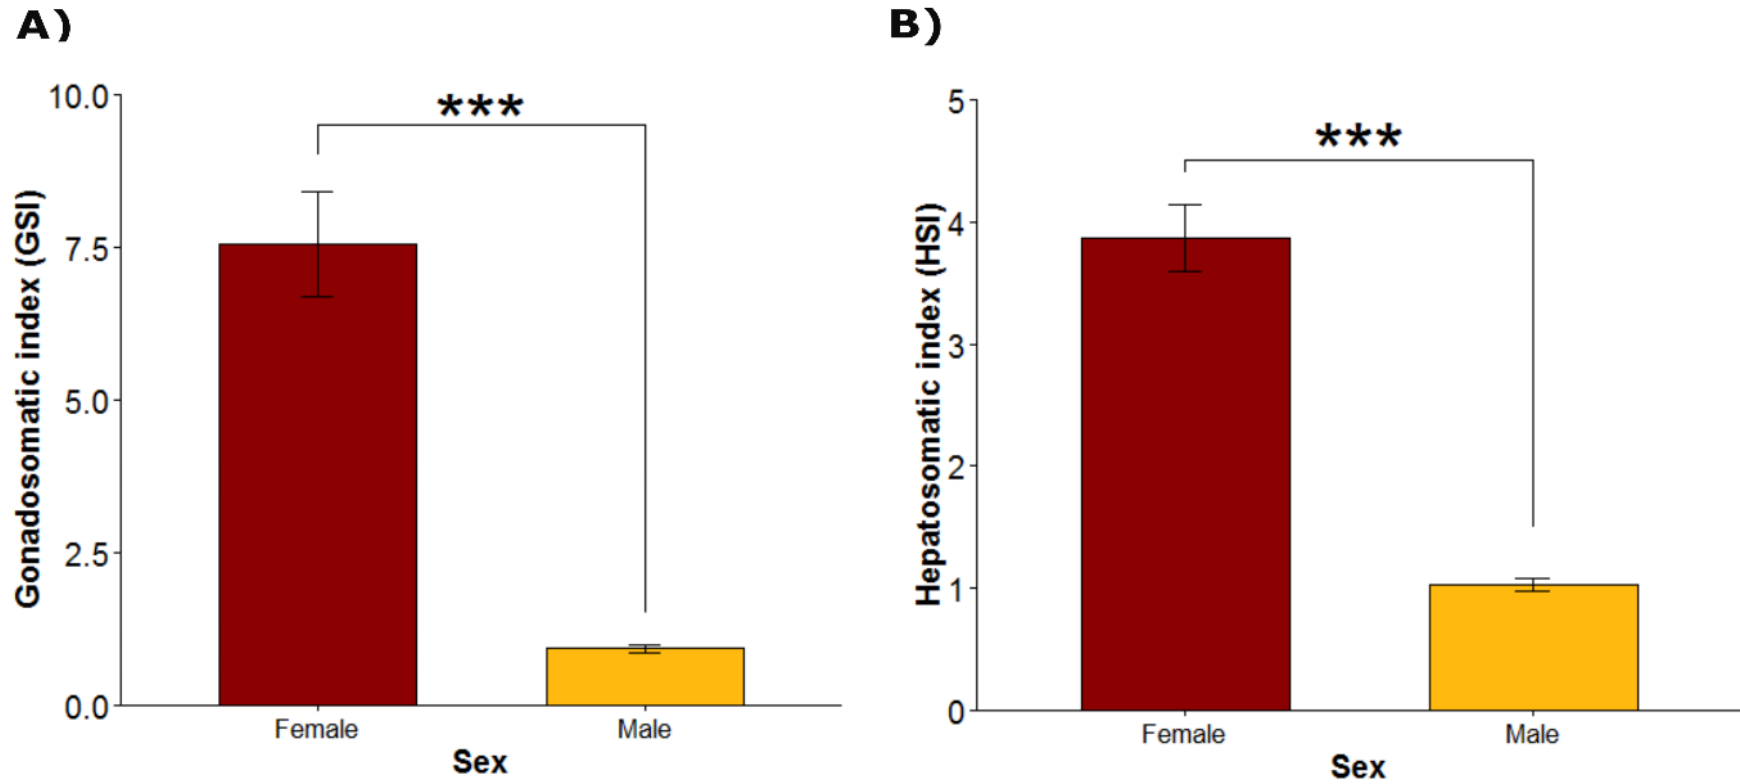 A)
10.0
7.5
5.0
2.5
0.0
Gonadosomatic index (GSI)
***
Female
Male
Sex
B)
5
4
3
2
1
0
Hepatosomatic index (HSI)
***
Female
Male
Sex